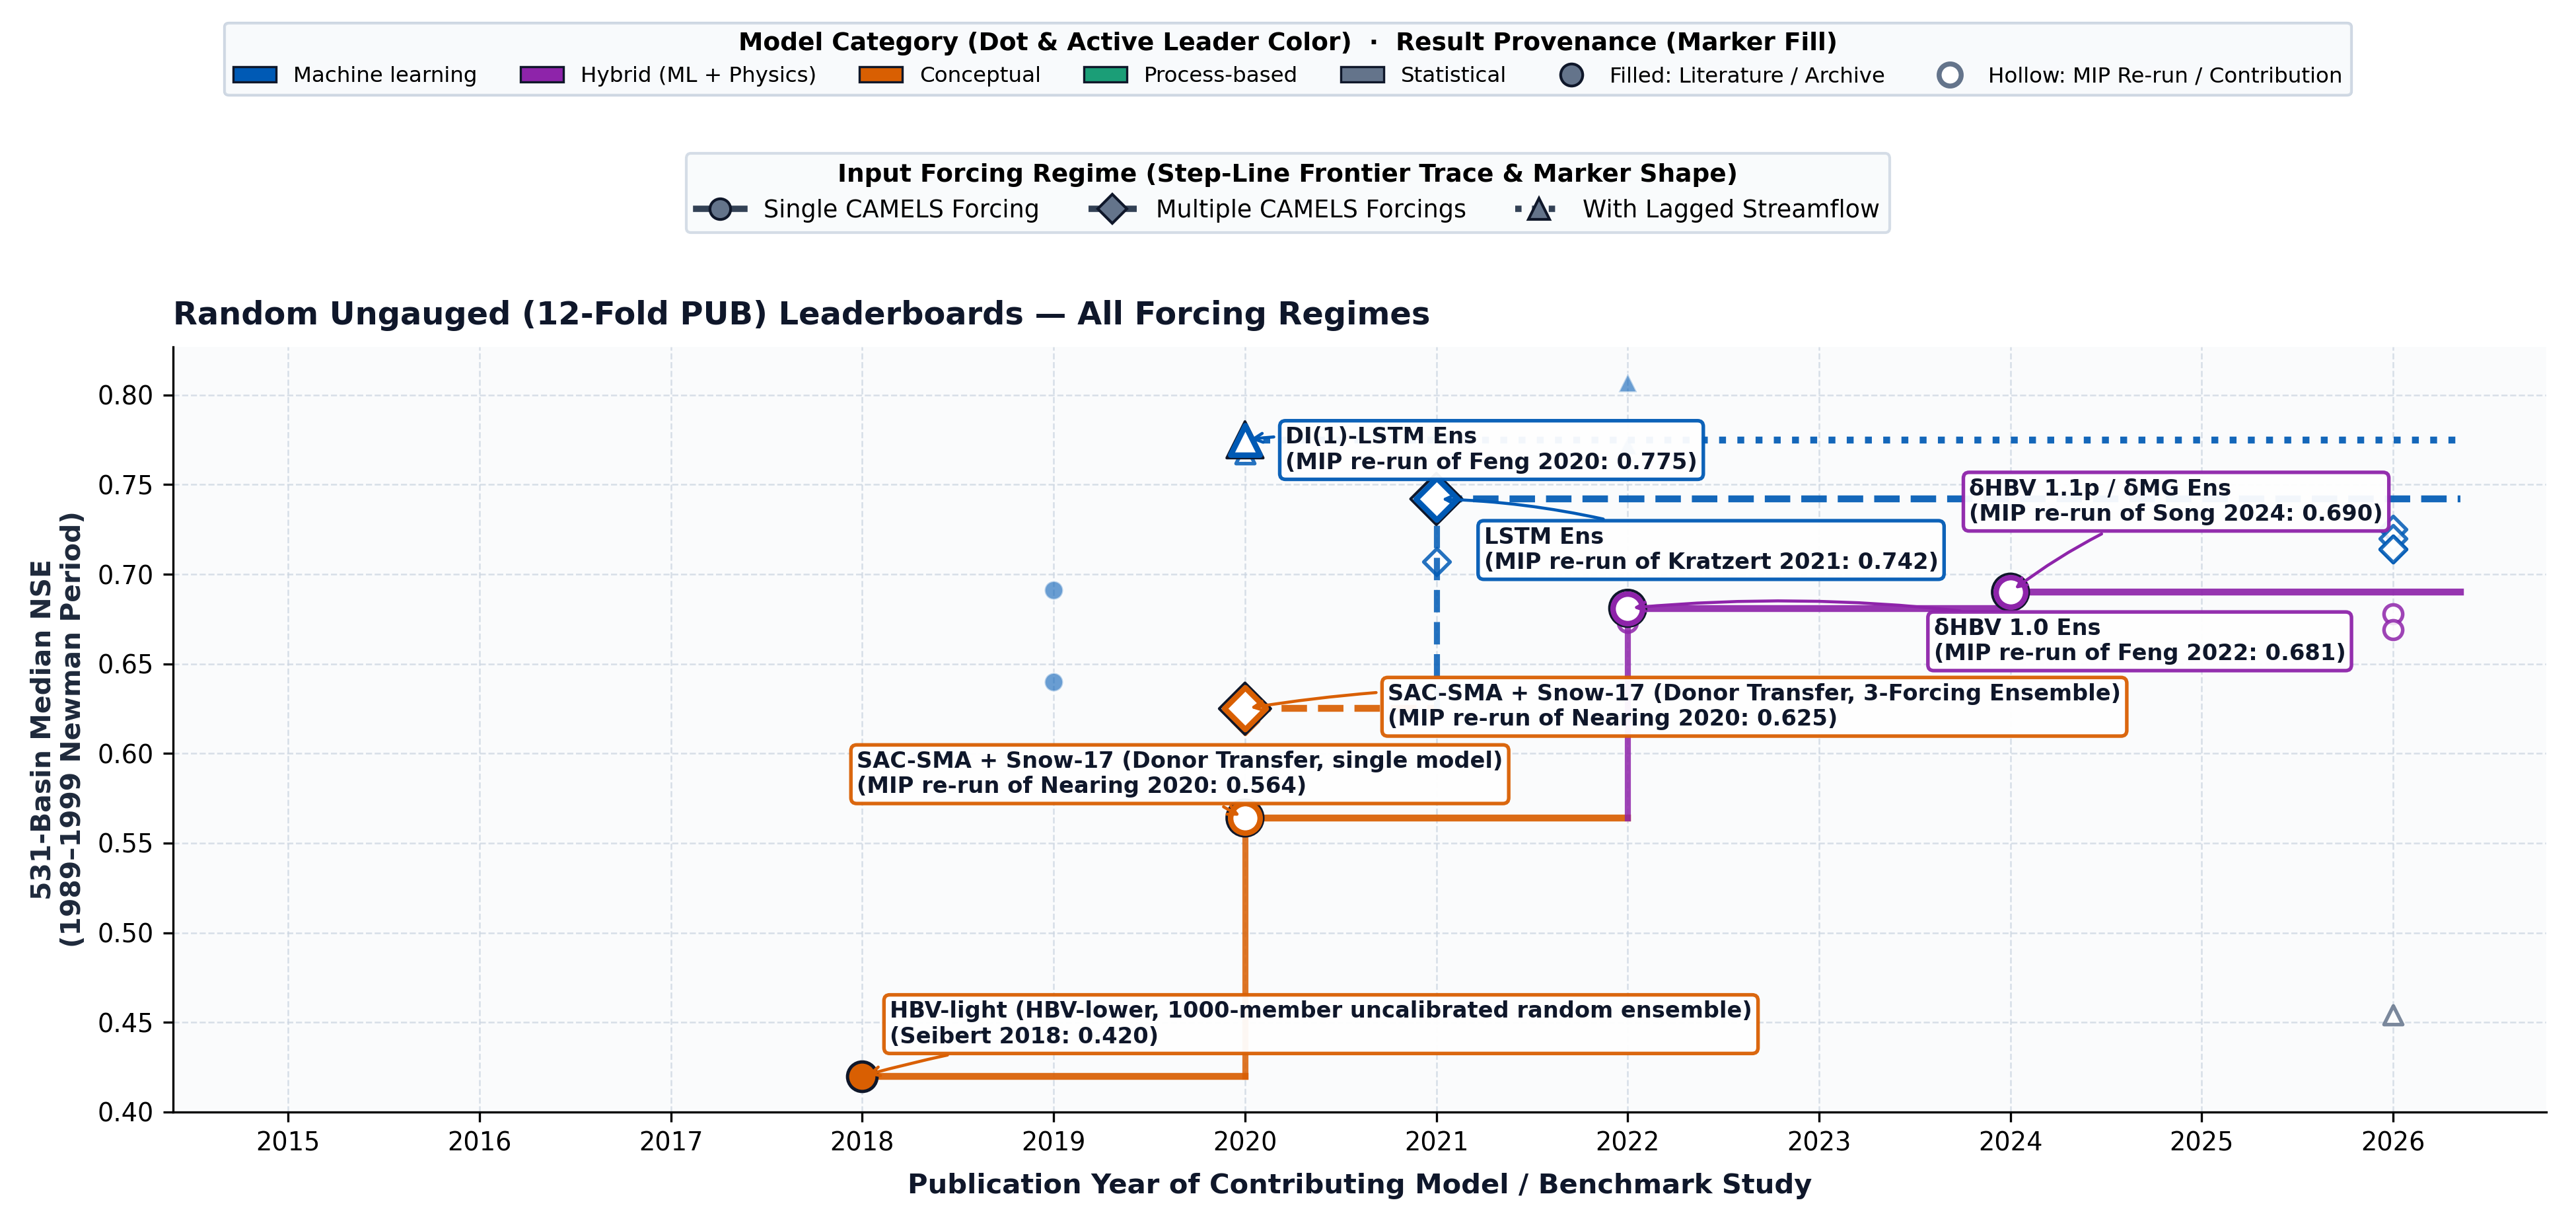 Model Category (Dot & Active Leader Color) · Result Provenance (Marker Fill)
Machine learning
Hybrid (ML + Physics)
Conceptual
Process-based
Statistical
Filled: Literature / Archive
Hollow: MIP Re-run / Contribution
Input Forcing Regime (Step-Line Frontier Trace & Marker Shape)
Single CAMELS Forcing
Multiple CAMELS Forcings
With Lagged Streamflow
Random Ungauged (12-Fold PUB) Leaderboards — All Forcing Regimes
531-Basin Median NSE
(1989–1999 Newman Period)
0.80
0.75
0.70
0.65
0.60
0.55
0.50
0.45
0.40
DI(1)-LSTM Ens
(MIP re-run of Feng 2020: 0.775)
δHBV 1.1p / δMG Ens
(MIP re-run of Song 2024: 0.690)
LSTM Ens
(MIP re-run of Kratzert 2021: 0.742)
δHBV 1.0 Ens
(MIP re-run of Feng 2022: 0.681)
SAC-SMA + Snow-17 (Donor Transfer, 3-Forcing Ensemble)
(MIP re-run of Nearing 2020: 0.625)
SAC-SMA + Snow-17 (Donor Transfer, single model)
(MIP re-run of Nearing 2020: 0.564)
HBV-light (HBV-lower, 1000-member uncalibrated random ensemble)
(Seibert 2018: 0.420)
2015
2016
2017
2018
2019
2020
2021
2022
2023
2024
2025
2026
Publication Year of Contributing Model / Benchmark Study